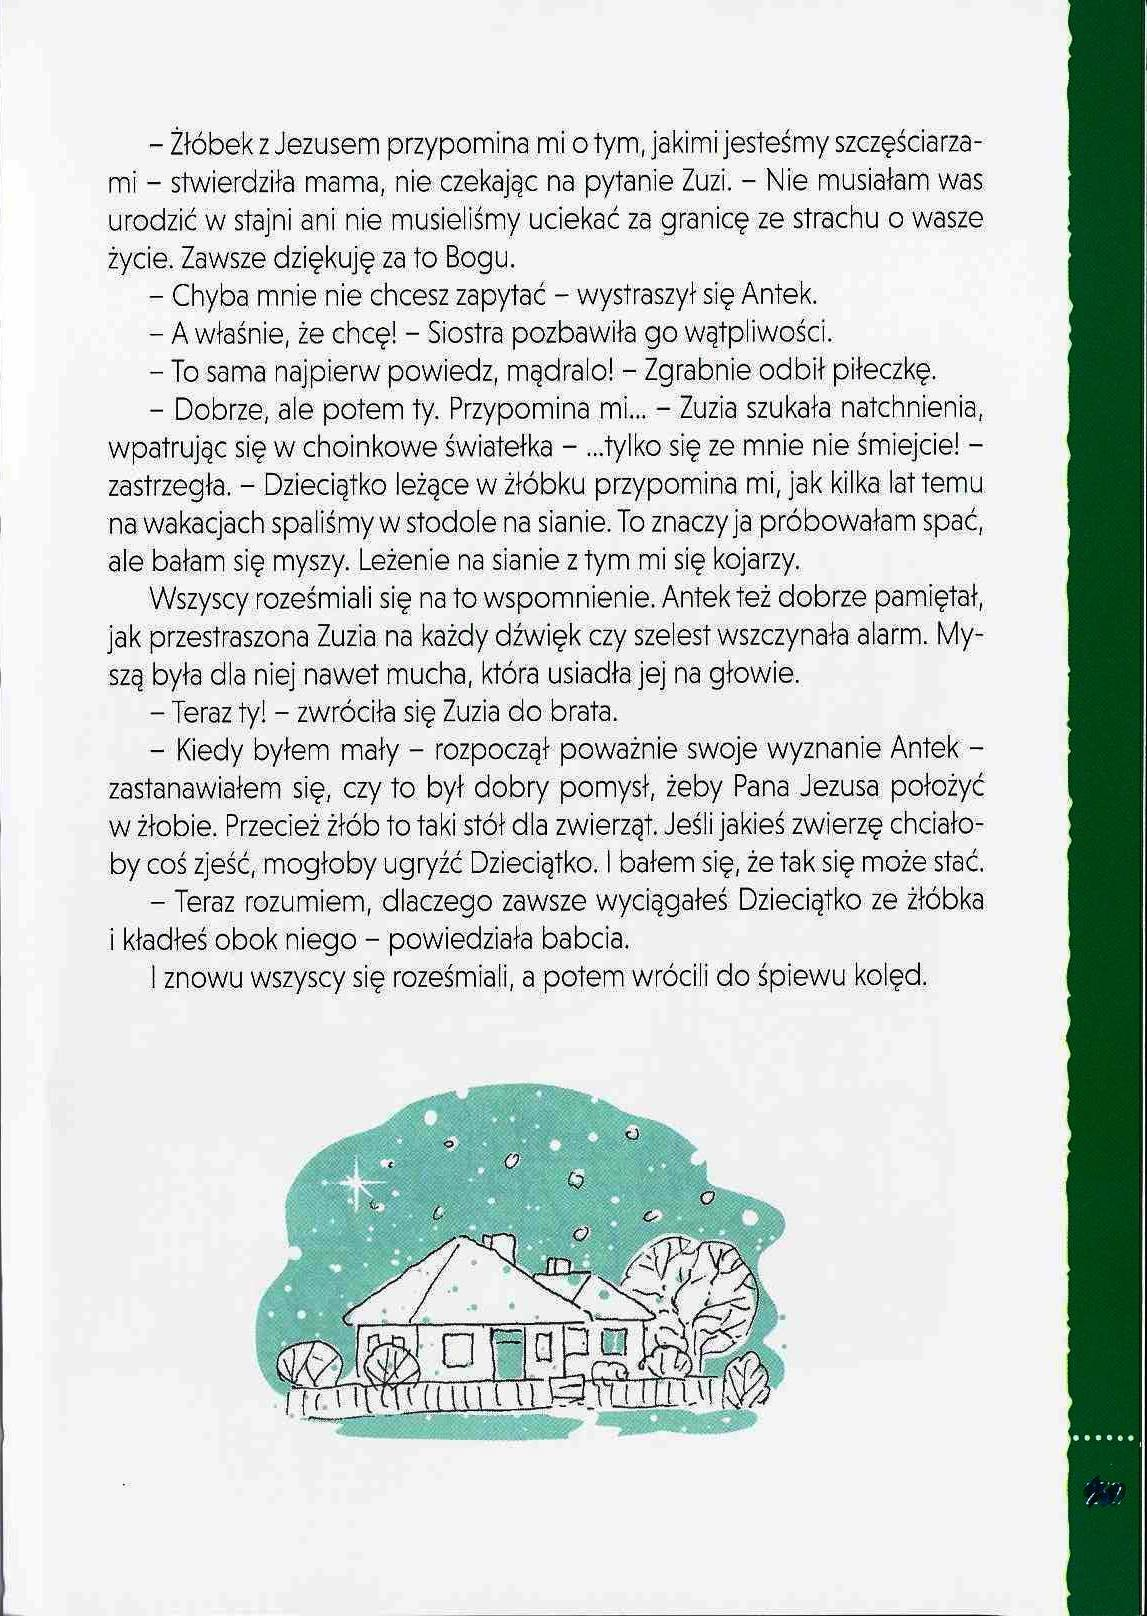 – Żłóbek z Jezusem przypomina mi o tym, jakimi jesteśmy szczęściarza-
mi – stwierdziła mama, nie czekając na pytanie Zuzi. – Nie musiałam was
urodzić w stajni ani nie musieliśmy uciekać za granicę ze strachu o wasze
życie. Zawsze dziękuję za to Bogu.
– Chyba mnie nie chcesz zapytać – wystraszył się Antek.
– A właśnie, że chcę! – Siostra pozbawiła go wątpliwości.
– To sama najpierw powiedz, mądralo! – Zgrabnie odbił piłeczkę.
– Dobrze, ale potem ty. Przypomina mi... – Zuzia szukała natchnienia,
wpatrując się w choinkowe światełka – ...tylko się ze mnie nie śmiejcie! –
zastrzegła. – Dzieciątko leżące w żłóbku przypomina mi, jak kilka lat temu
na wakacjach spaliśmy w stodole na sianie. To znaczy ja próbowałam spać,
ale bałam się myszy. Leżenie na sianie z tym mi się kojarzy.
Wszyscy roześmiali się na to wspomnienie. Antek też dobrze pamiętał,
jak przestraszona Zuzia na każdy dźwięk czy szelest wszczynała alarm. My-
szą była dla niej nawet mucha, która usiadła jej na głowie.
– Teraz ty! – zwróciła się Zuzia do brata.
– Kiedy byłem mały – rozpoczął poważnie swoje wyznanie Antek –
zastanawiałem się, czy to był dobry pomysł, żeby Pana Jezusa położyć
w żłobie. Przecież żłób to taki stół dla zwierząt. Jeśli jakieś zwierzę chciało-
by coś zjeść, mogłoby ugryźć Dzieciątko. I bałem się, że tak się może stać.
– Teraz rozumiem, dlaczego zawsze wyciągałeś Dzieciątko ze żłóbka
i kładłeś obok niego – powiedziała babcia.
I znowu wszyscy się roześmiali, a potem wrócili do śpiewu kolęd.